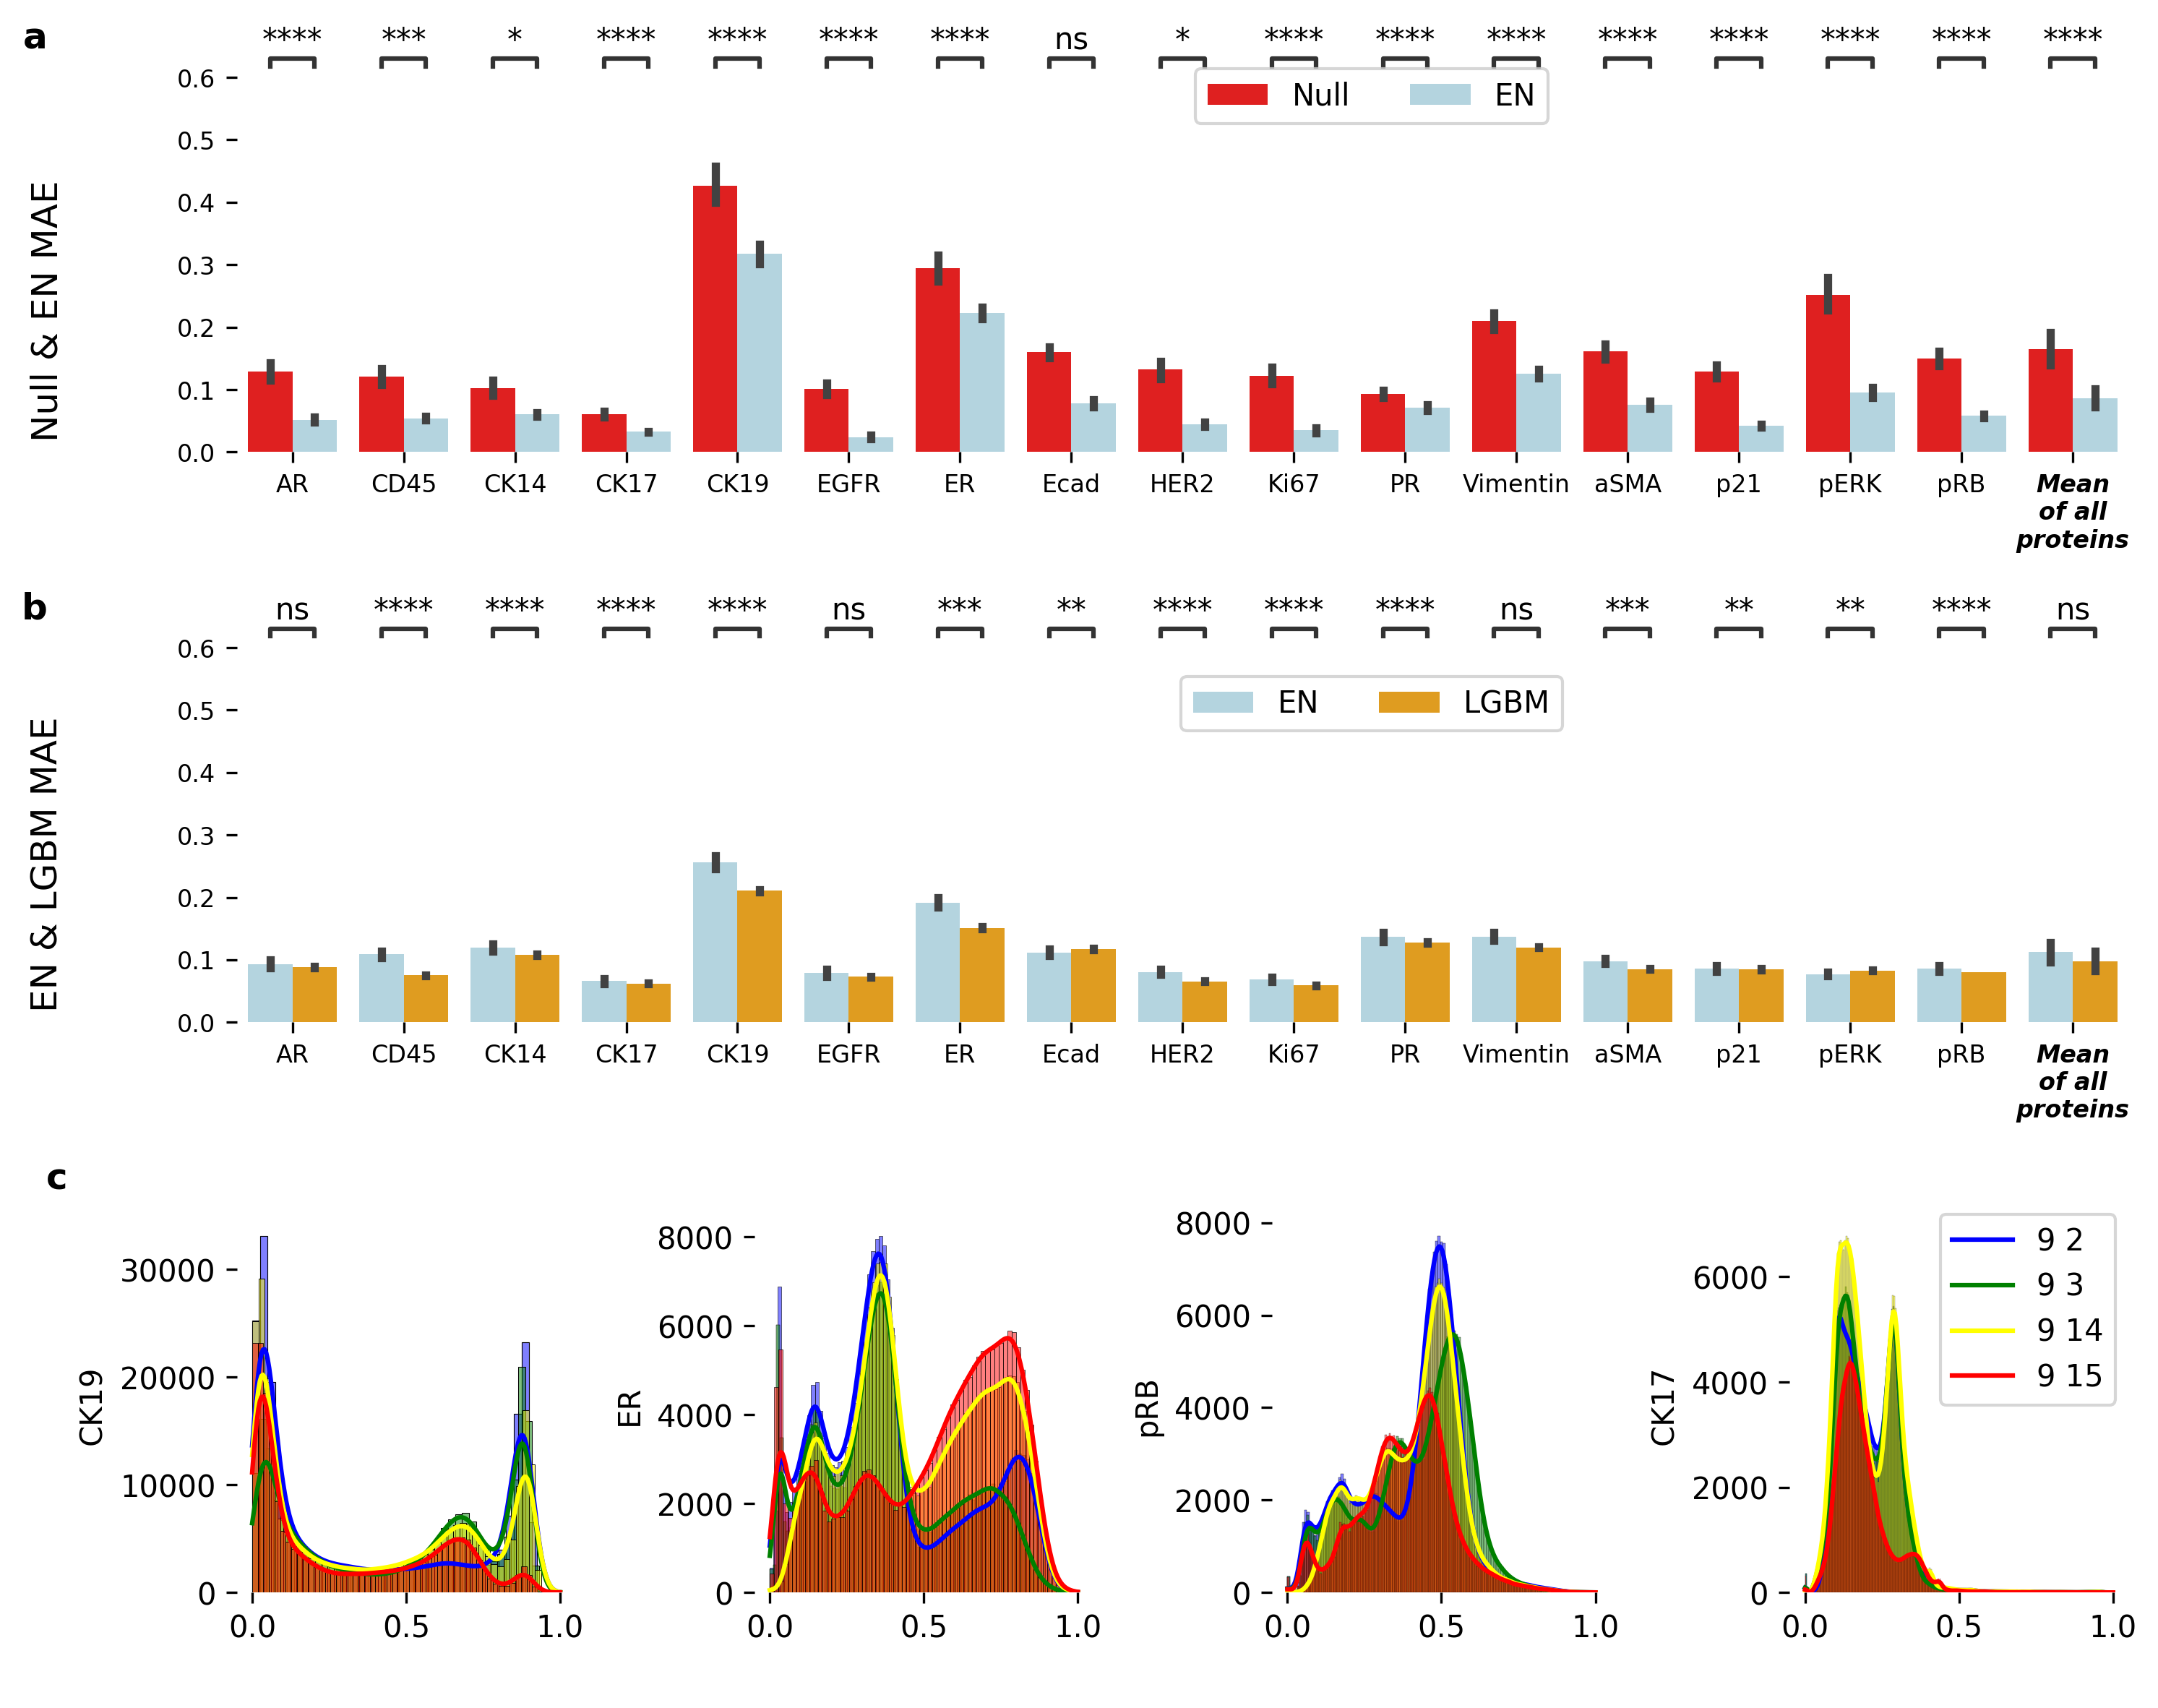 a
**** *** * **** **** **** **** ns * **** **** **** **** **** **** **** ****
Null EN
Null & EN MAE
0.6
0.5
0.4
0.3
0.2
0.1
0.0
AR CD45 CK14 CK17 CK19 EGFR ER Ecad HER2 Ki67 PR Vimentin aSMA p21 pERK pRB Mean
of all
proteins
b
ns **** **** **** **** ns *** ** **** **** **** ns *** ** ** **** ns
EN LGBM
EN & LGBM MAE
0.6
0.5
0.4
0.3
0.2
0.1
0.0
AR CD45 CK14 CK17 CK19 EGFR ER Ecad HER2 Ki67 PR Vimentin aSMA p21 pERK pRB Mean
of all
proteins
c
CK19
30000
20000
10000
0
0.0 0.5 1.0
ER
8000
6000
4000
2000
0
0.0 0.5 1.0
pRB
8000
6000
4000
2000
0
0.0 0.5 1.0
CK17
6000
4000
2000
0
0.0 0.5 1.0
9 2
9 3
9 14
9 15